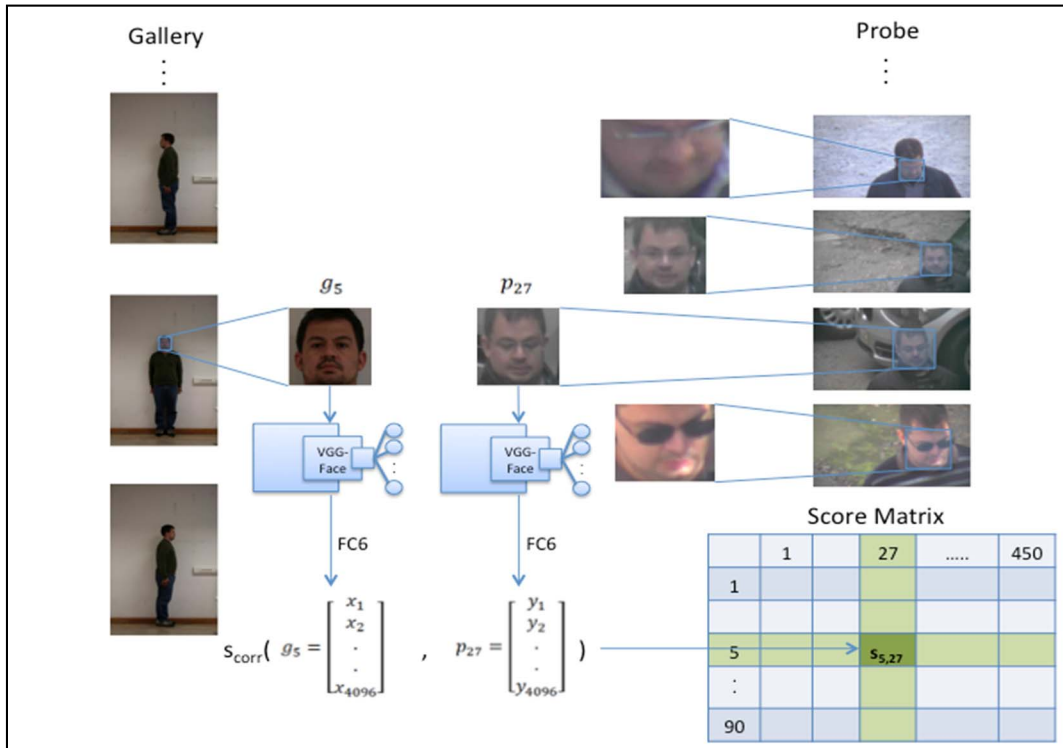 Gallery
⋮
Probe
⋮
g₅
p₂₇
VGG-
Face
VGG-
Face
FC6
FC6
s_corr( g₅ = [x₁ x₂ . . x₄₀₉₆] , p₂₇ = [y₁ y₂ . . y₄₀₉₆] )
Score Matrix
1 27 ..... 450
1
5 s₅,₂₇
⋮
90